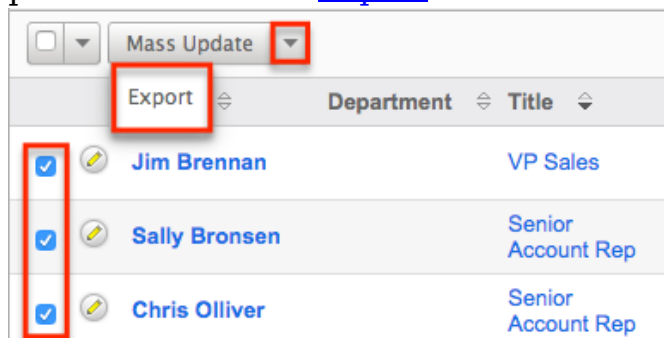 Mass Update
Export Department Title
Jim Brennan VP Sales
Sally Bronsen Senior
Account Rep
Chris Olliver Senior
Account Rep